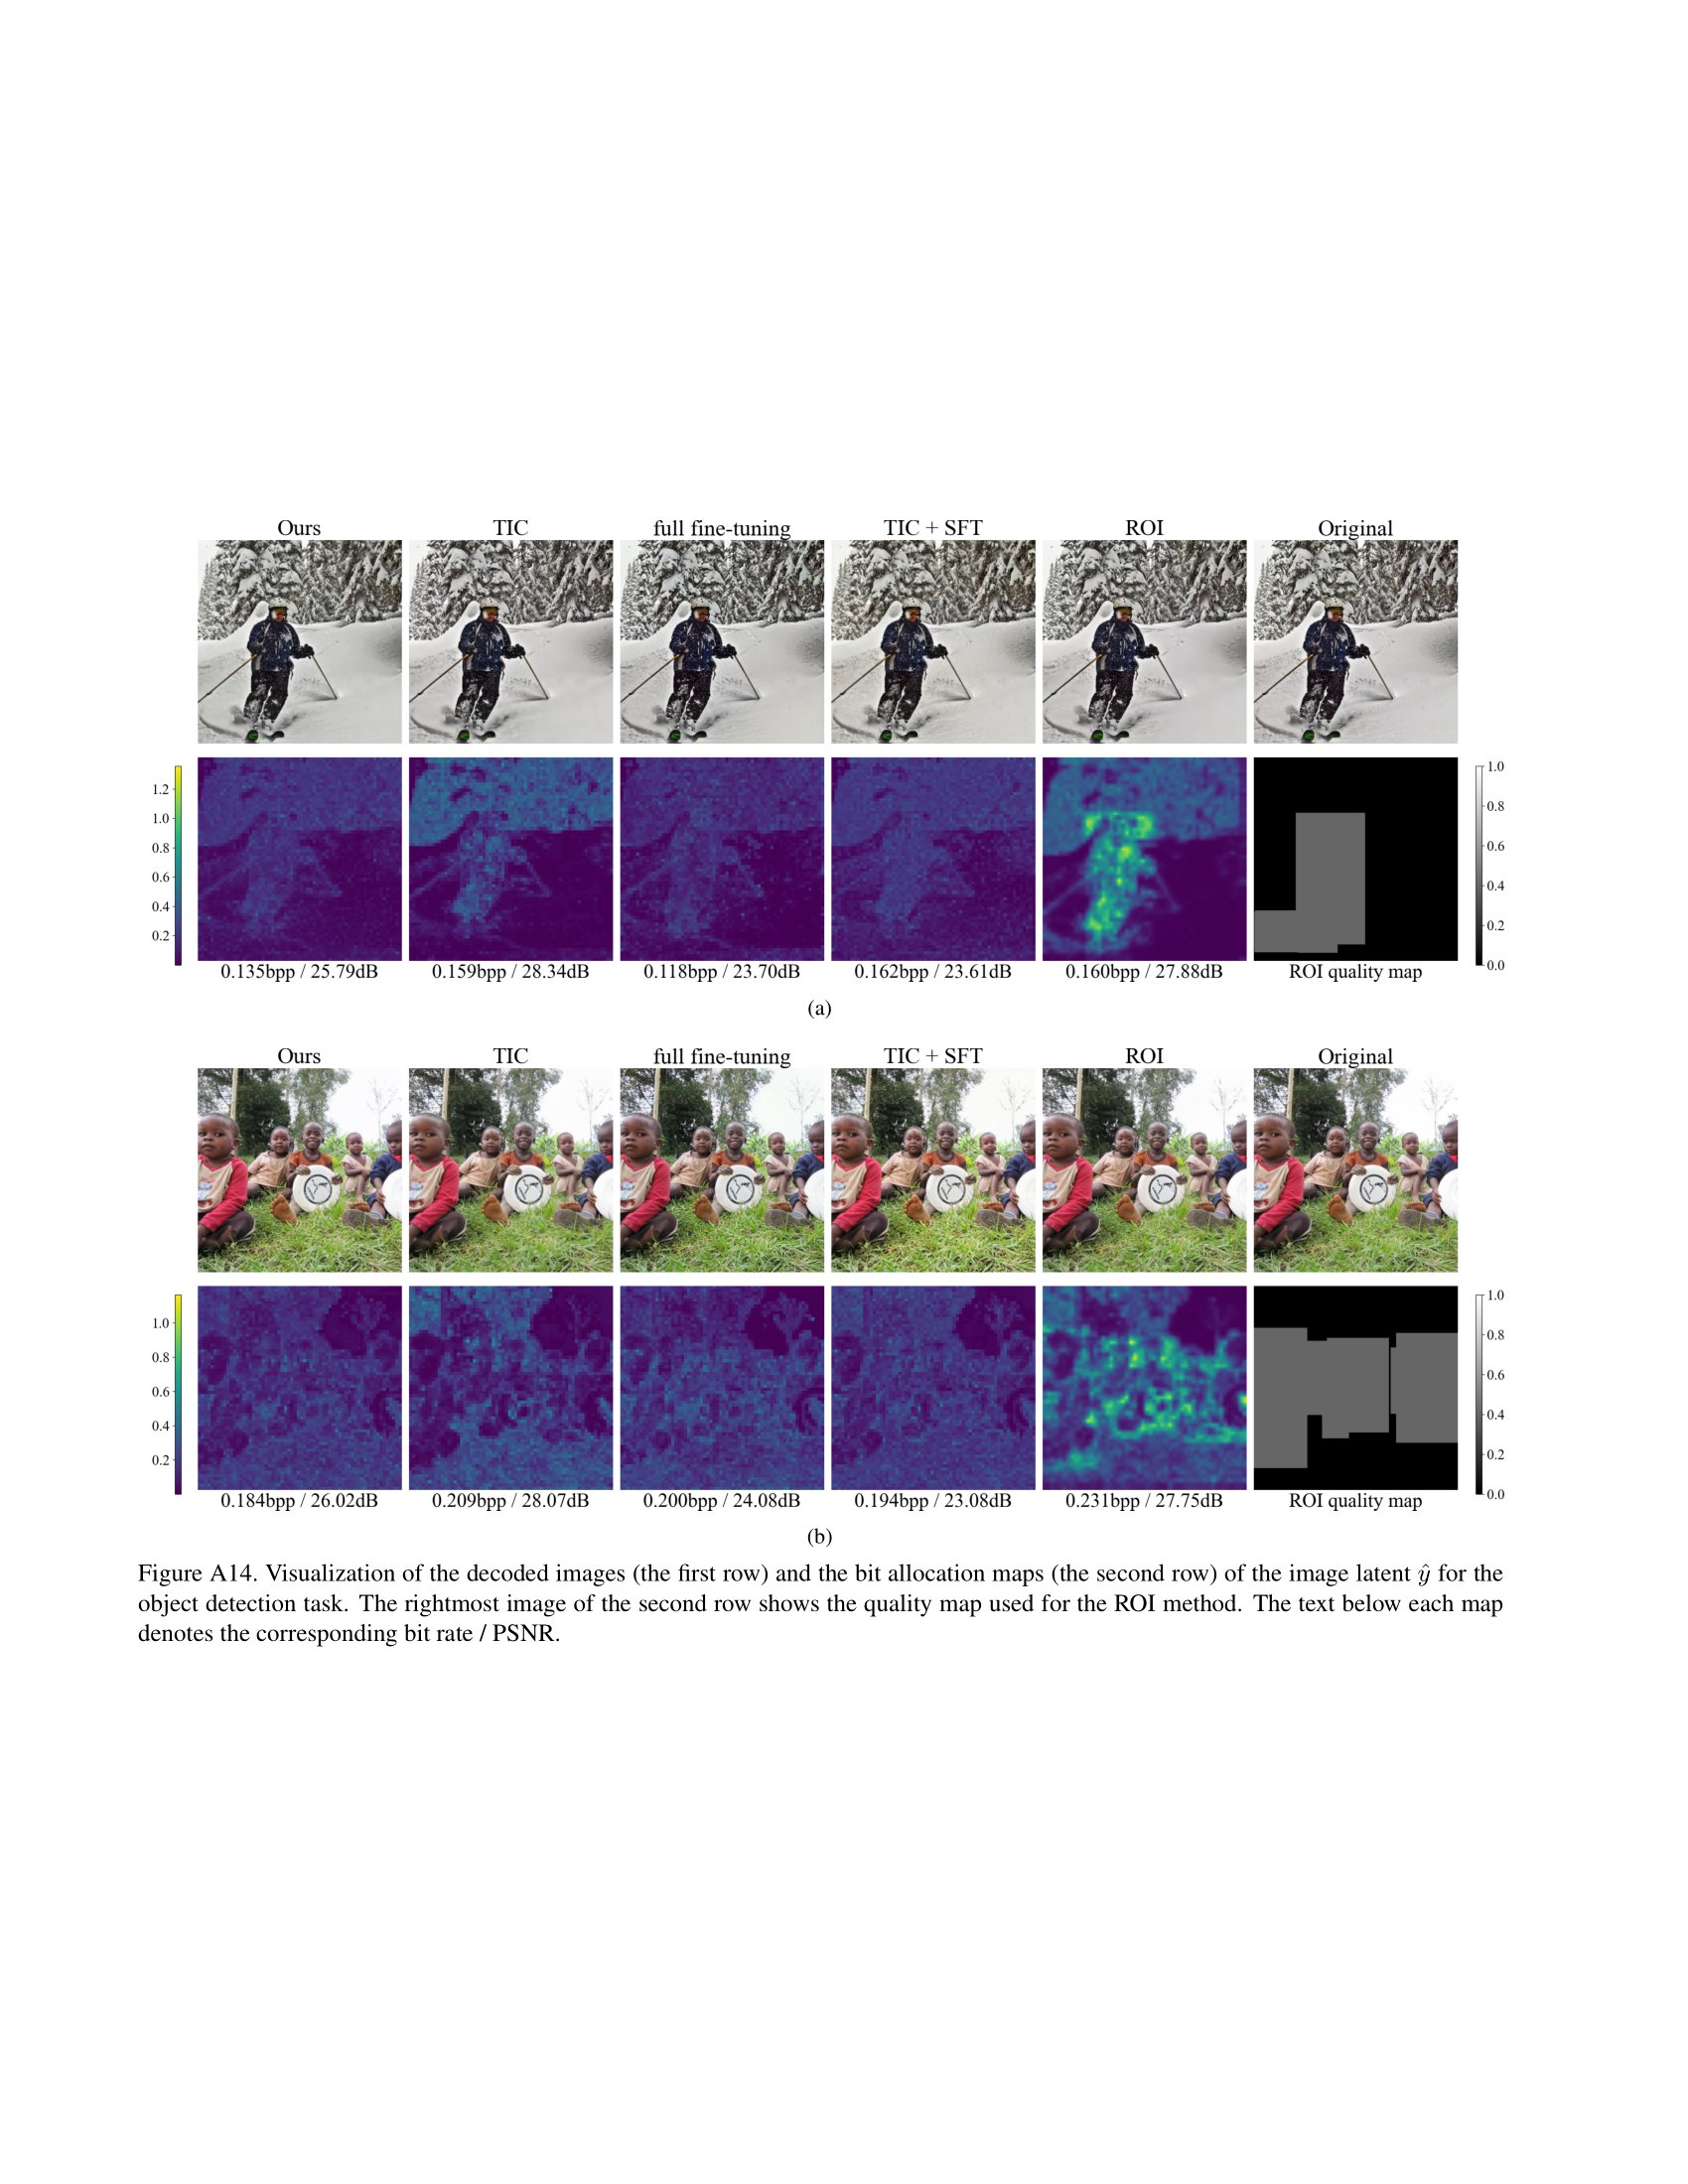 Ours TIC full fine-tuning TIC + SFT ROI Original
1.2
1.0
0.8
0.6
0.4
0.2
1.0
0.8
0.6
0.4
0.2
0.0
0.135bpp / 25.79dB 0.159bpp / 28.34dB 0.118bpp / 23.70dB 0.162bpp / 23.61dB 0.160bpp / 27.88dB ROI quality map
(a)
Ours TIC full fine-tuning TIC + SFT ROI Original
1.0
0.8
0.6
0.4
0.2
1.0
0.8
0.6
0.4
0.2
0.0
0.184bpp / 26.02dB 0.209bpp / 28.07dB 0.200bpp / 24.08dB 0.194bpp / 23.08dB 0.231bpp / 27.75dB ROI quality map
(b)
Figure A14. Visualization of the decoded images (the first row) and the bit allocation maps (the second row) of the image latent ŷ for the
object detection task. The rightmost image of the second row shows the quality map used for the ROI method. The text below each map
denotes the corresponding bit rate / PSNR.